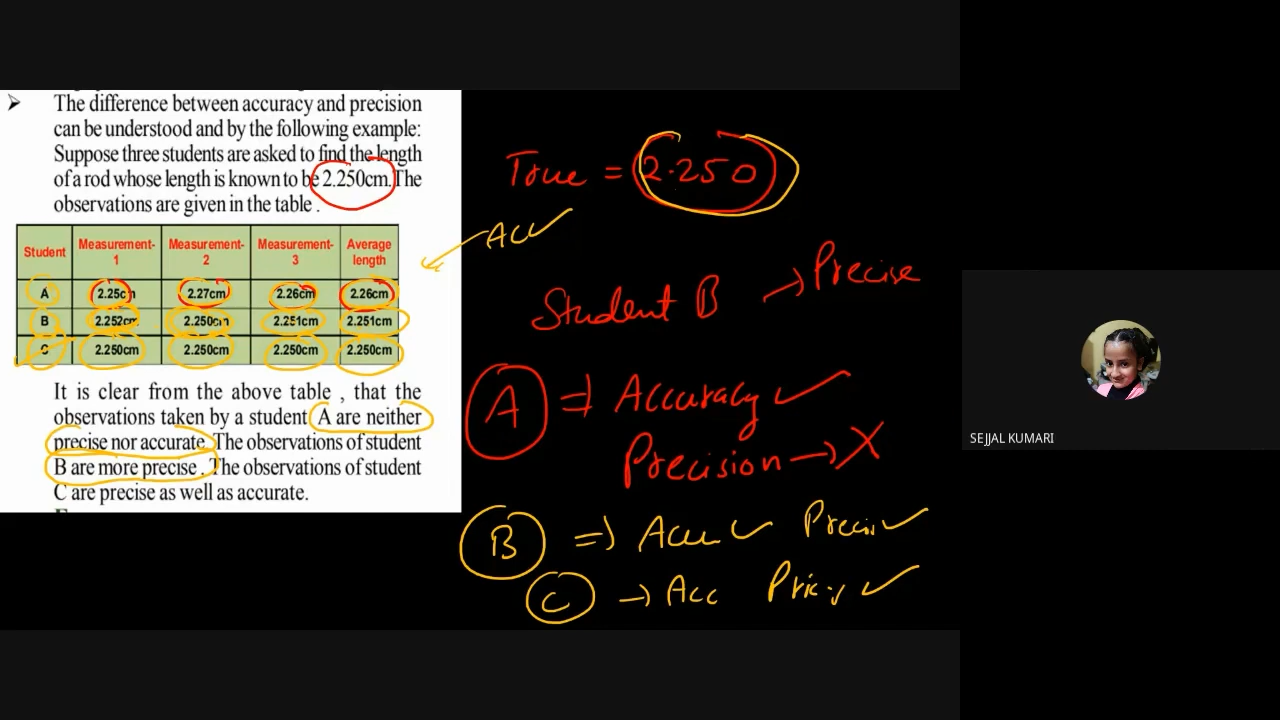 ➤ The difference between accuracy and precision
can be understood and by the following example:
Suppose three students are asked to find the length
of a rod whose length is known to be 2.250cm. The
observations are given in the table .
Student Measurement-1 Measurement-2 Measurement-3 Average length
A 2.25cm 2.27cm 2.26cm 2.26cm
B 2.252cm 2.250cm 2.251cm 2.251cm
C 2.250cm 2.250cm 2.250cm 2.250cm
It is clear from the above table , that the
observations taken by a student A are neither
precise nor accurate. The observations of student
B are more precise . The observations of student
C are precise as well as accurate.
True = 2.250
Acc ✓
Student B → Precise
A ⇒ Accuracy ✓
Precision → X
B ⇒ ✓ ✓
C → Acc ✓
SEJJAL KUMARI